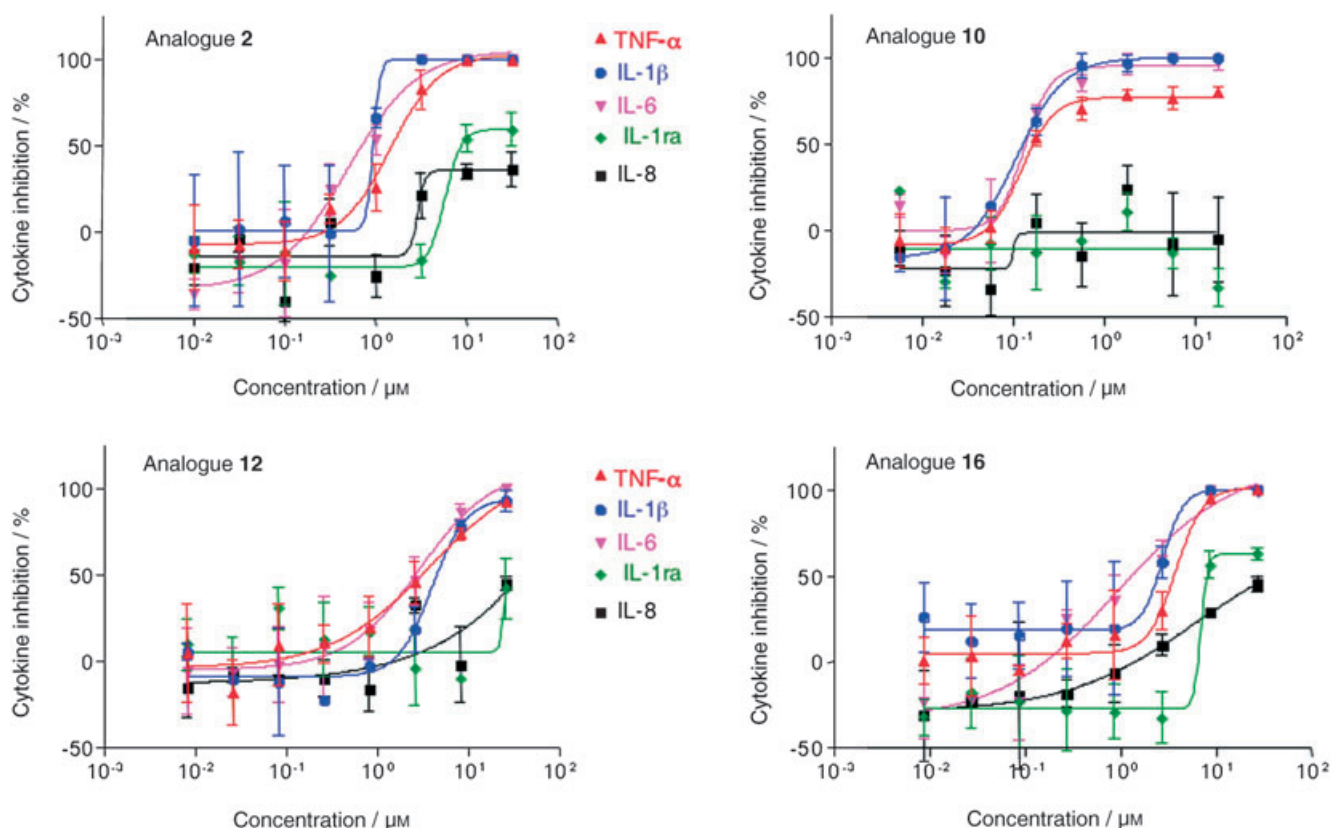 Analogue 2
100
50
0
-50
Cytokine inhibition / %
10-3 10-2 10-1 100 101 102
Concentration / µM
TNF-α
IL-1β
IL-6
IL-1ra
IL-8
Analogue 10
100
50
0
-50
Cytokine inhibition / %
10-3 10-2 10-1 100 101 102
Concentration / µM
Analogue 12
100
50
0
-50
Cytokine inhibition / %
10-3 10-2 10-1 100 101 102
Concentration / µM
TNF-α
IL-1β
IL-6
IL-1ra
IL-8
Analogue 16
100
50
0
-50
Cytokine inhibition / %
10-3 10-2 10-1 100 101 102
Concentration / µM